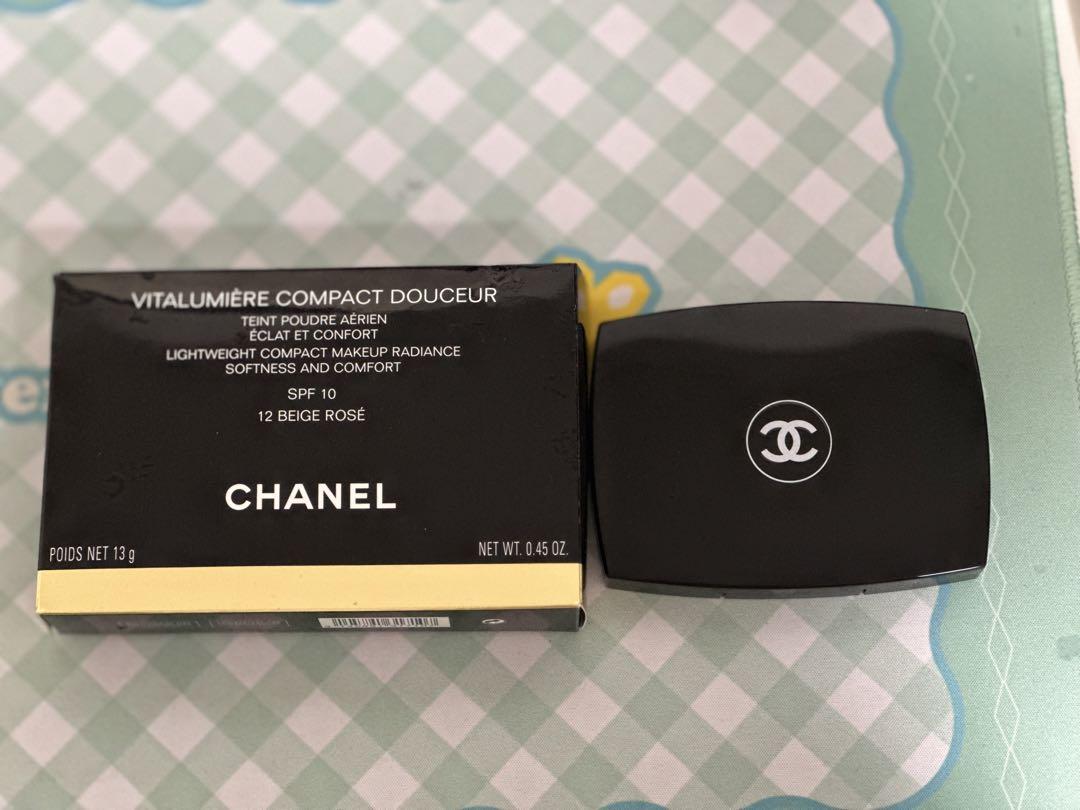 VITALUMIÈRE COMPACT DOUCEUR
TEINT POUDRE AÉRIEN
ÉCLAT ET CONFORT
LIGHTWEIGHT COMPACT MAKEUP RADIANCE
SOFTNESS AND COMFORT
SPF 10
12 BEIGE ROSÉ
CHANEL
POIDS NET 13 g
NET WT. 0.45 OZ.